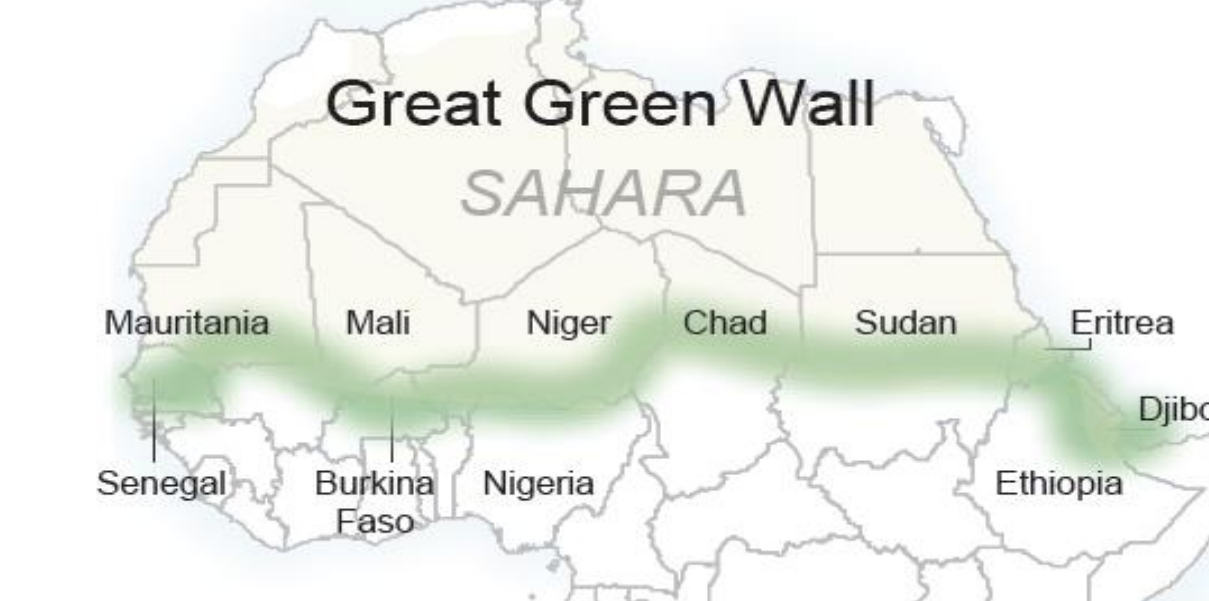 Great Green Wall
SAHARA
Mauritania
Mali
Niger
Chad
Sudan
Eritrea
Djibo
Senegal
Burkina
Faso
Nigeria
Ethiopia